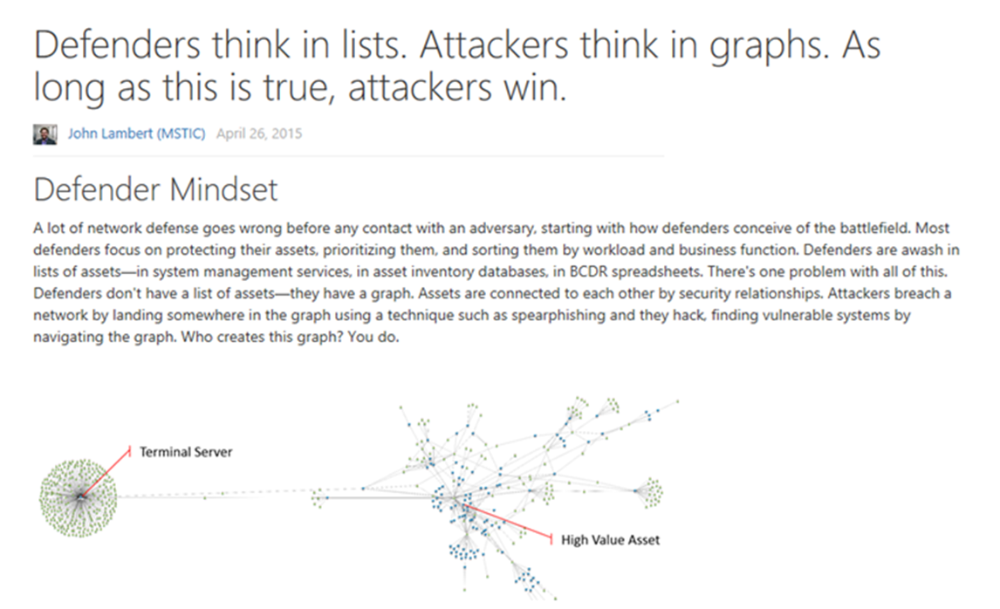 Defenders think in lists. Attackers think in graphs. As
long as this is true, attackers win.
John Lambert (MSTIC) April 26, 2015
Defender Mindset
A lot of network defense goes wrong before any contact with an adversary, starting with how defenders conceive of the battlefield. Most
defenders focus on protecting their assets, prioritizing them, and sorting them by workload and business function. Defenders are awash in
lists of assets—in system management services, in asset inventory databases, in BCDR spreadsheets. There's one problem with all of this.
Defenders don't have a list of assets—they have a graph. Assets are connected to each other by security relationships. Attackers breach a
network by landing somewhere in the graph using a technique such as spearphishing and they hack, finding vulnerable systems by
navigating the graph. Who creates this graph? You do.
Terminal Server
High Value Asset